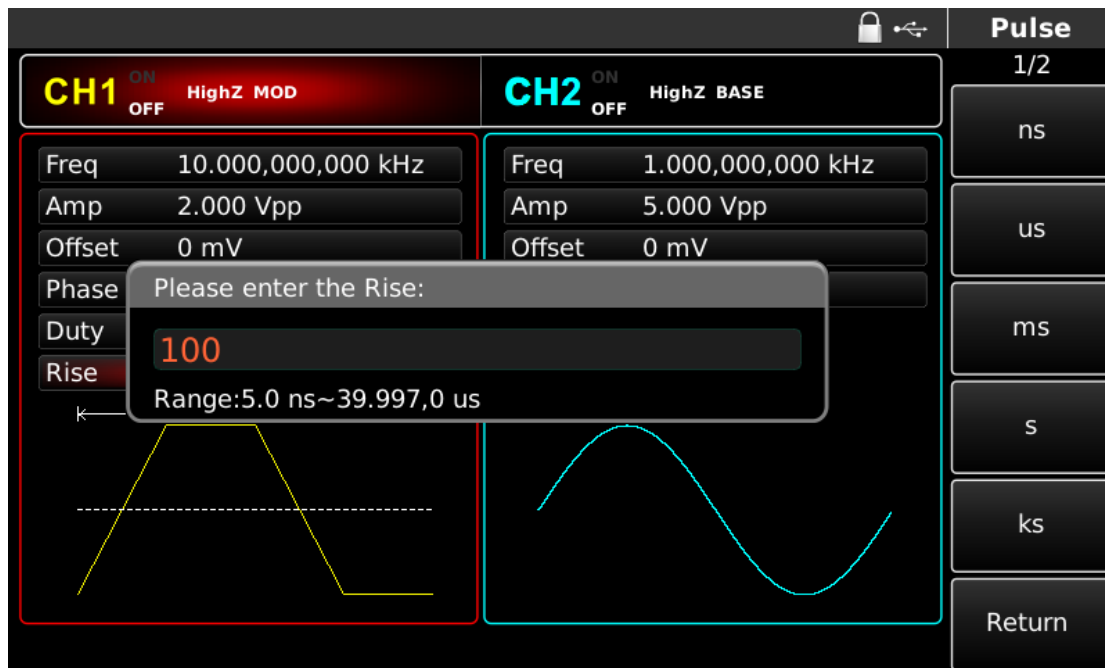 Pulse
1/2
CH1 ON OFF HighZ MOD
CH2 ON OFF HighZ BASE
Freq 10.000,000,000 kHz
Amp 2.000 Vpp
Offset 0 mV
Phase
Duty
Rise
Freq 1.000,000,000 kHz
Amp 5.000 Vpp
Offset 0 mV
Please enter the Rise:
100
Range:5.0 ns~39.997,0 us
ns
us
ms
s
ks
Return